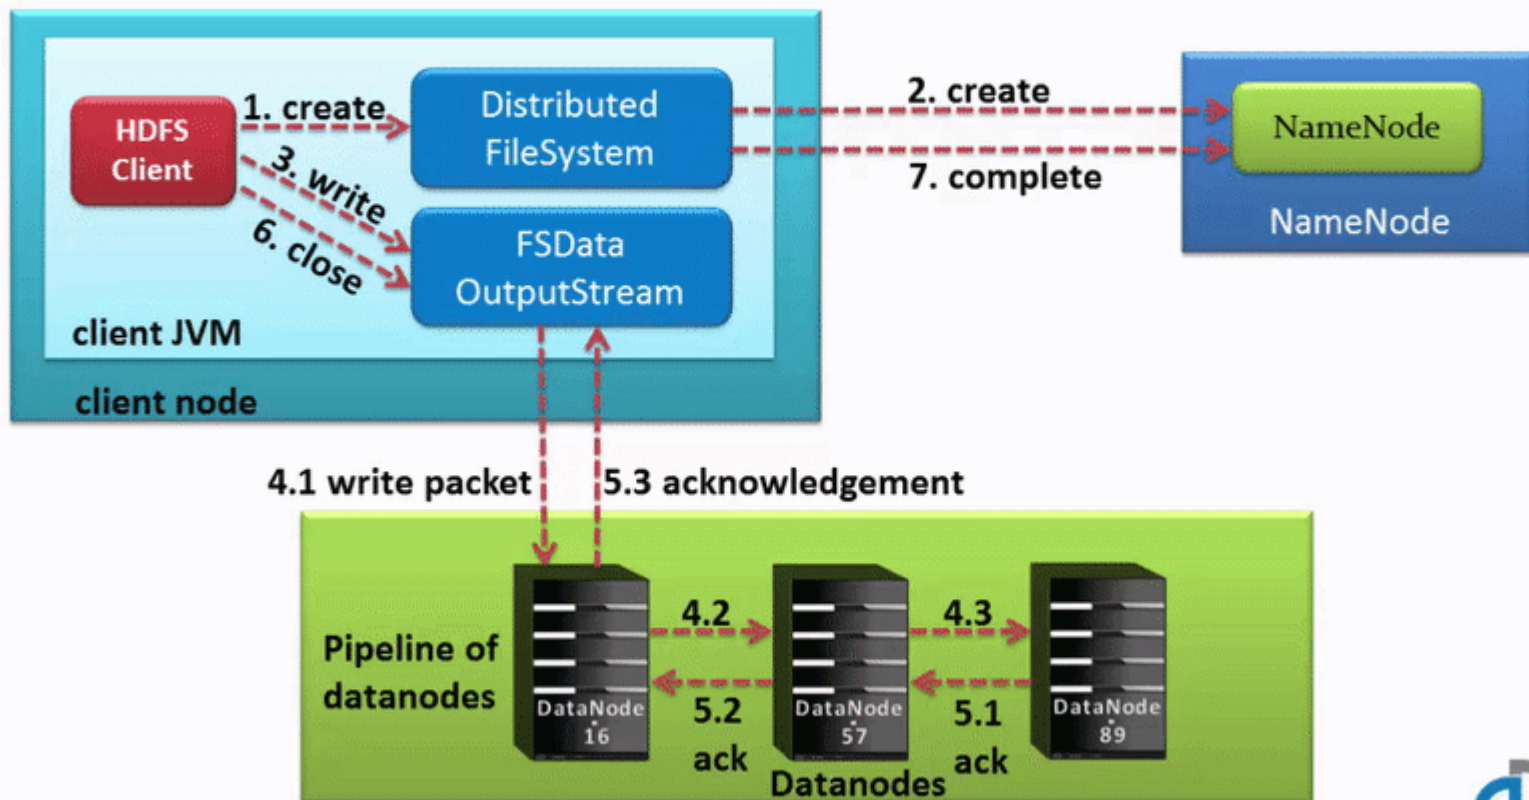 HDFS
Client
1. create
3. write
6. close
Distributed
FileSystem
FSData
OutputStream
client JVM
client node
2. create
7. complete
NameNode
NameNode
4.1 write packet
5.3 acknowledgement
Pipeline of
datanodes
4.2
4.3
5.2
ack
5.1
ack
DataNode
16
DataNode
57
DataNode
89
Datanodes